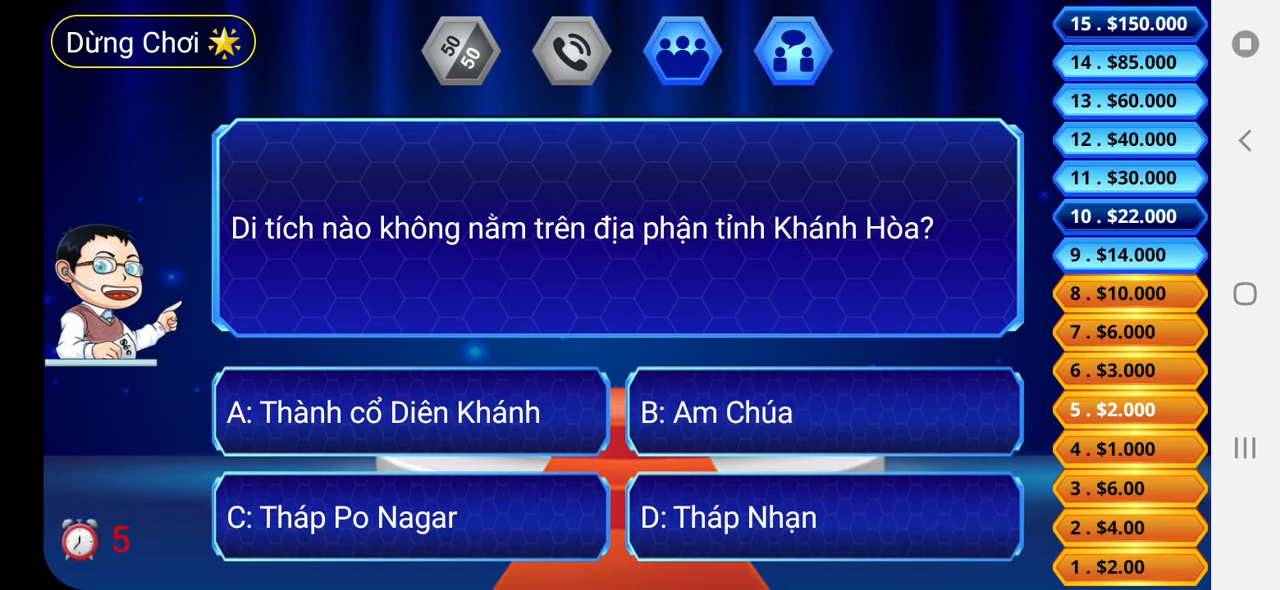 Dừng Chơi
50
50
Di tích nào không nằm trên địa phận tỉnh Khánh Hòa?
A: Thành cổ Diên Khánh
B: Am Chúa
C: Tháp Po Nagar
D: Tháp Nhạn
5
15 . $150.000
14 . $85.000
13 . $60.000
12 . $40.000
11 . $30.000
10 . $22.000
9 . $14.000
8 . $10.000
7 . $6.000
6 . $3.000
5 . $2.000
4 . $1.000
3 . $6.00
2 . $4.00
1 . $2.00